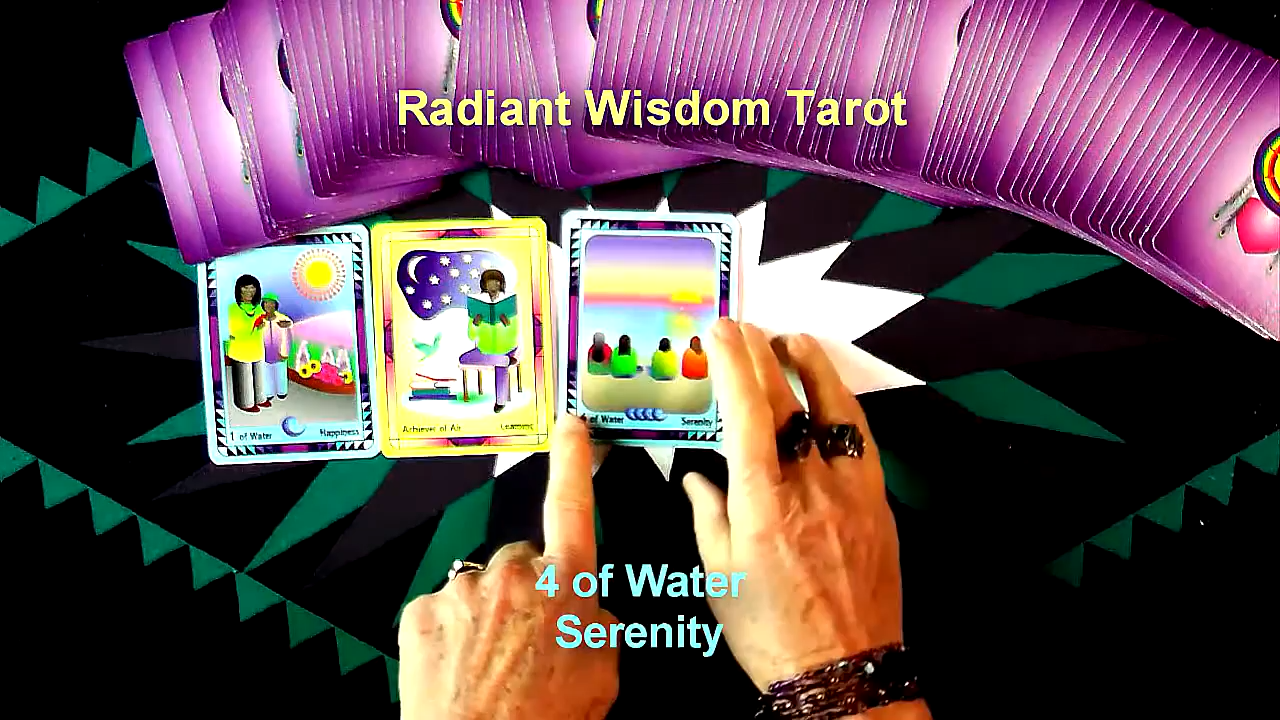 Radiant Wisdom Tarot
1 of Water Happiness
Achiever of Air Learning
of Water Serenity
4 of Water
Serenity